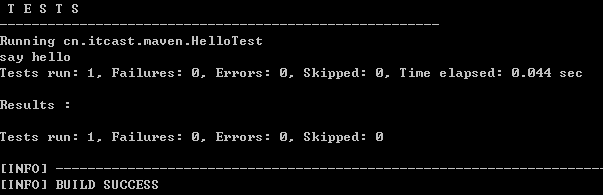 T E S T S
-------------------------------------------------------
Running cn.itcast.maven.HelloTest
say hello
Tests run: 1, Failures: 0, Errors: 0, Skipped: 0, Time elapsed: 0.044 sec

Results :

Tests run: 1, Failures: 0, Errors: 0, Skipped: 0

[INFO] --------------------------------------------------------------------
[INFO] BUILD SUCCESS